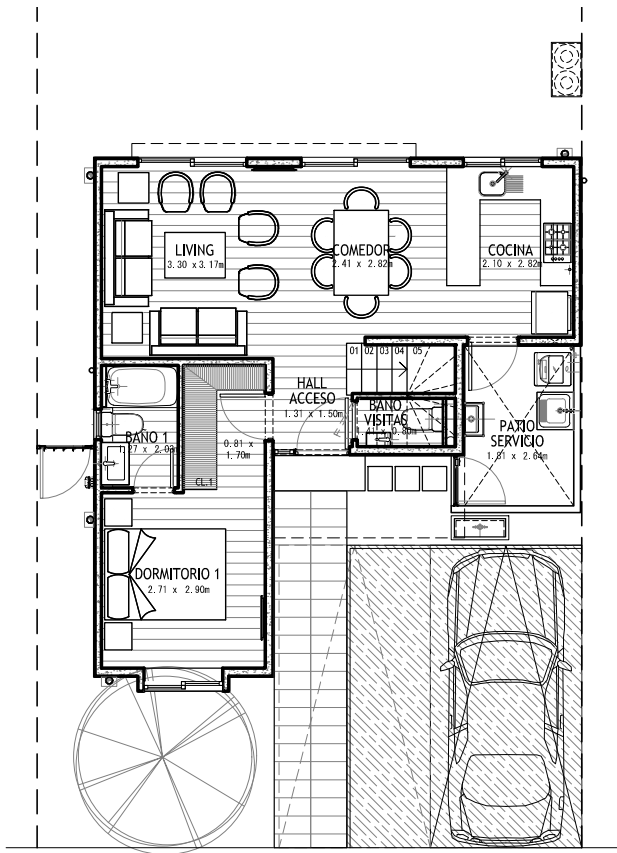 LIVING
3.30 x 3.17m
COMEDOR
2.41 x 2.82m
COCINA
2.10 x 2.82m
01 02 03 04 05
HALL
ACCESO
1.31 x 1.50m
BAÑO
VISITAS
PATIO
SERVICIO
1.81 x 2.64m
BAÑO 1
0.81 x
1.70m
CL.1
DORMITORIO 1
2.71 x 2.90m